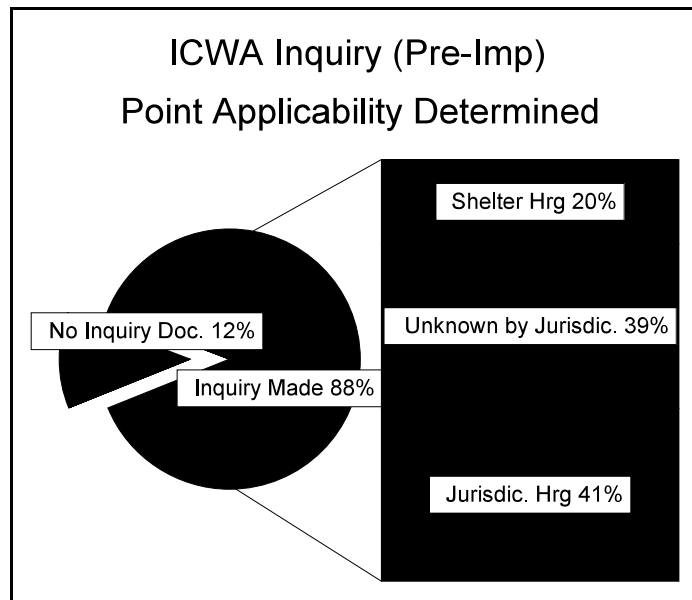 ICWA Inquiry (Pre-Imp)
Point Applicability Determined
Shelter Hrg 20%
No Inquiry Doc. 12%
Unknown by Jurisdic. 39%
Inquiry Made 88%
Jurisdic. Hrg 41%